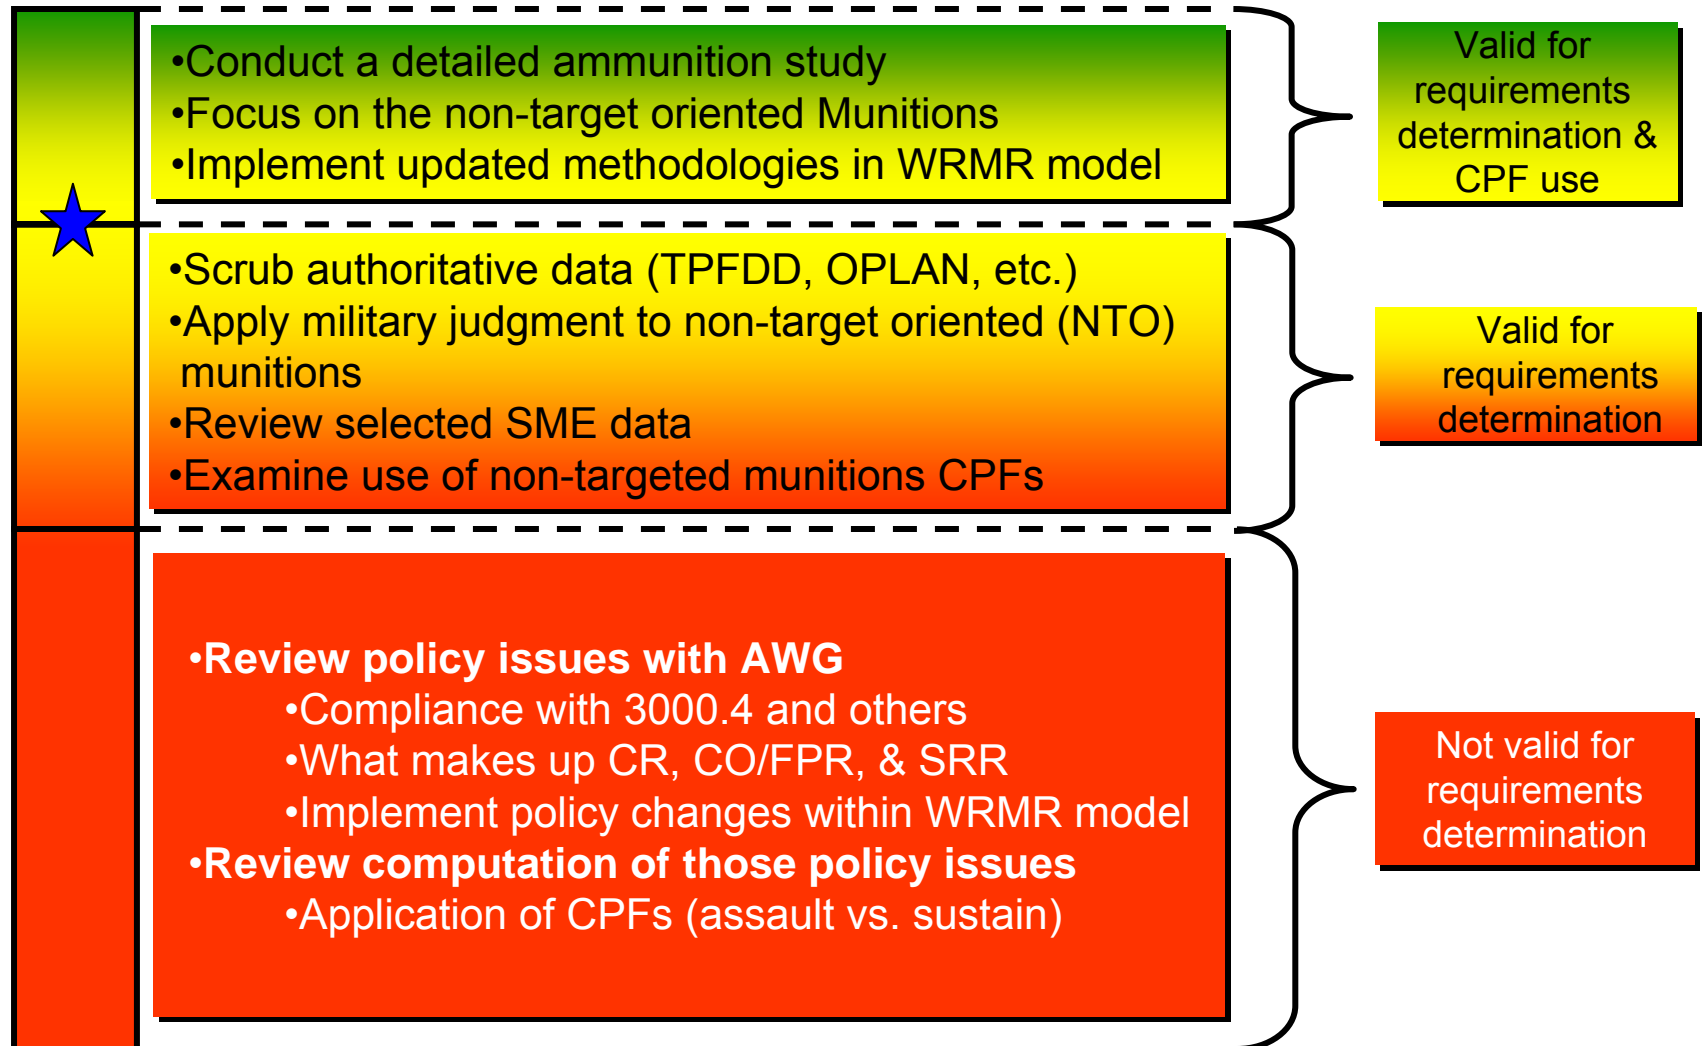 •Conduct a detailed ammunition study
•Focus on the non-target oriented Munitions
•Implement updated methodologies in WRMR model
Valid for
requirements
determination &
CPF use
•Scrub authoritative data (TPFDD, OPLAN, etc.)
•Apply military judgment to non-target oriented (NTO)
munitions
•Review selected SME data
•Examine use of non-targeted munitions CPFs
Valid for
requirements
determination
•Review policy issues with AWG
•Compliance with 3000.4 and others
•What makes up CR, CO/FPR, & SRR
•Implement policy changes within WRMR model
•Review computation of those policy issues
•Application of CPFs (assault vs. sustain)
Not valid for
requirements
determination